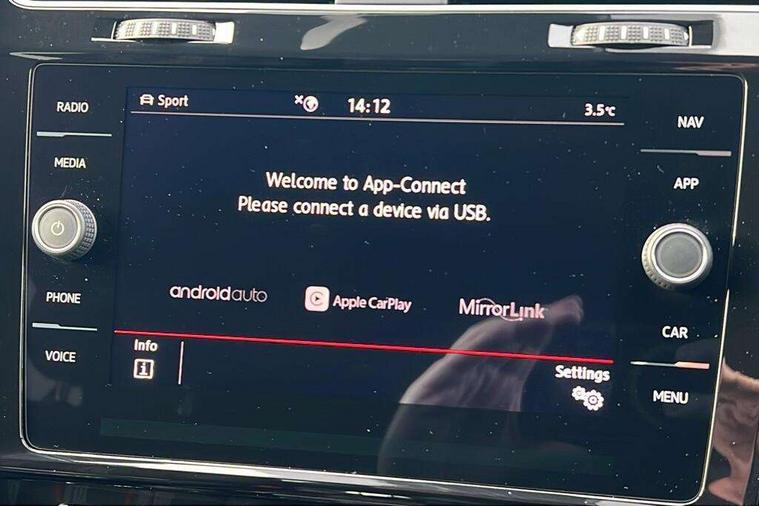 RADIO
MEDIA
PHONE
VOICE
Sport
14:12
3.5°C
Welcome to App-Connect
Please connect a device via USB.
androidauto
Apple CarPlay
MirrorLink
Info
i
Settings
NAV
APP
CAR
MENU